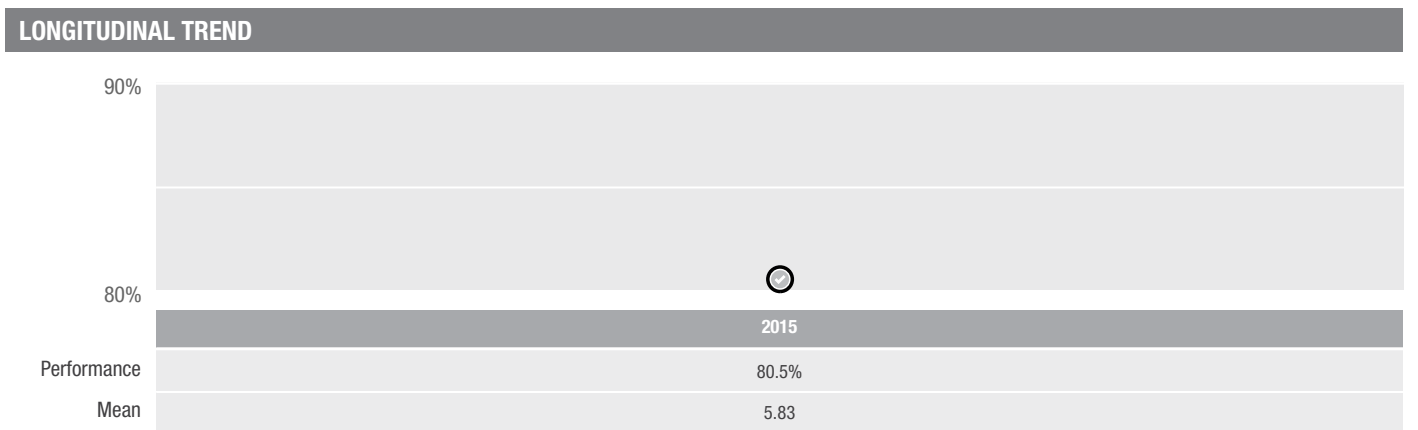 LONGITUDINAL TREND
90%
80%
2015
Performance 80.5%
Mean 5.83